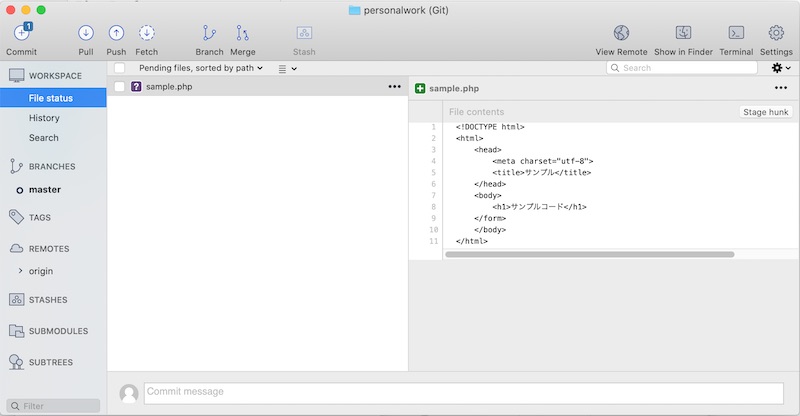 personalwork (Git)
1
Commit
Pull
Push
Fetch
Branch
Merge
Stash
View Remote
Show in Finder
Terminal
Settings
WORKSPACE
File status
History
Search
BRANCHES
master
TAGS
REMOTES
origin
STASHES
SUBMODULES
SUBTREES
Filter
Pending files, sorted by path
Search
? sample.php
sample.php
File contents
Stage hunk
1 <!DOCTYPE html>
2 <html>
3 <head>
4 <meta charset="utf-8">
5 <title>サンプル</title>
6 </head>
7 <body>
8 <h1>サンプルコード</h1>
9 </form>
10 </body>
11 </html>
Commit message